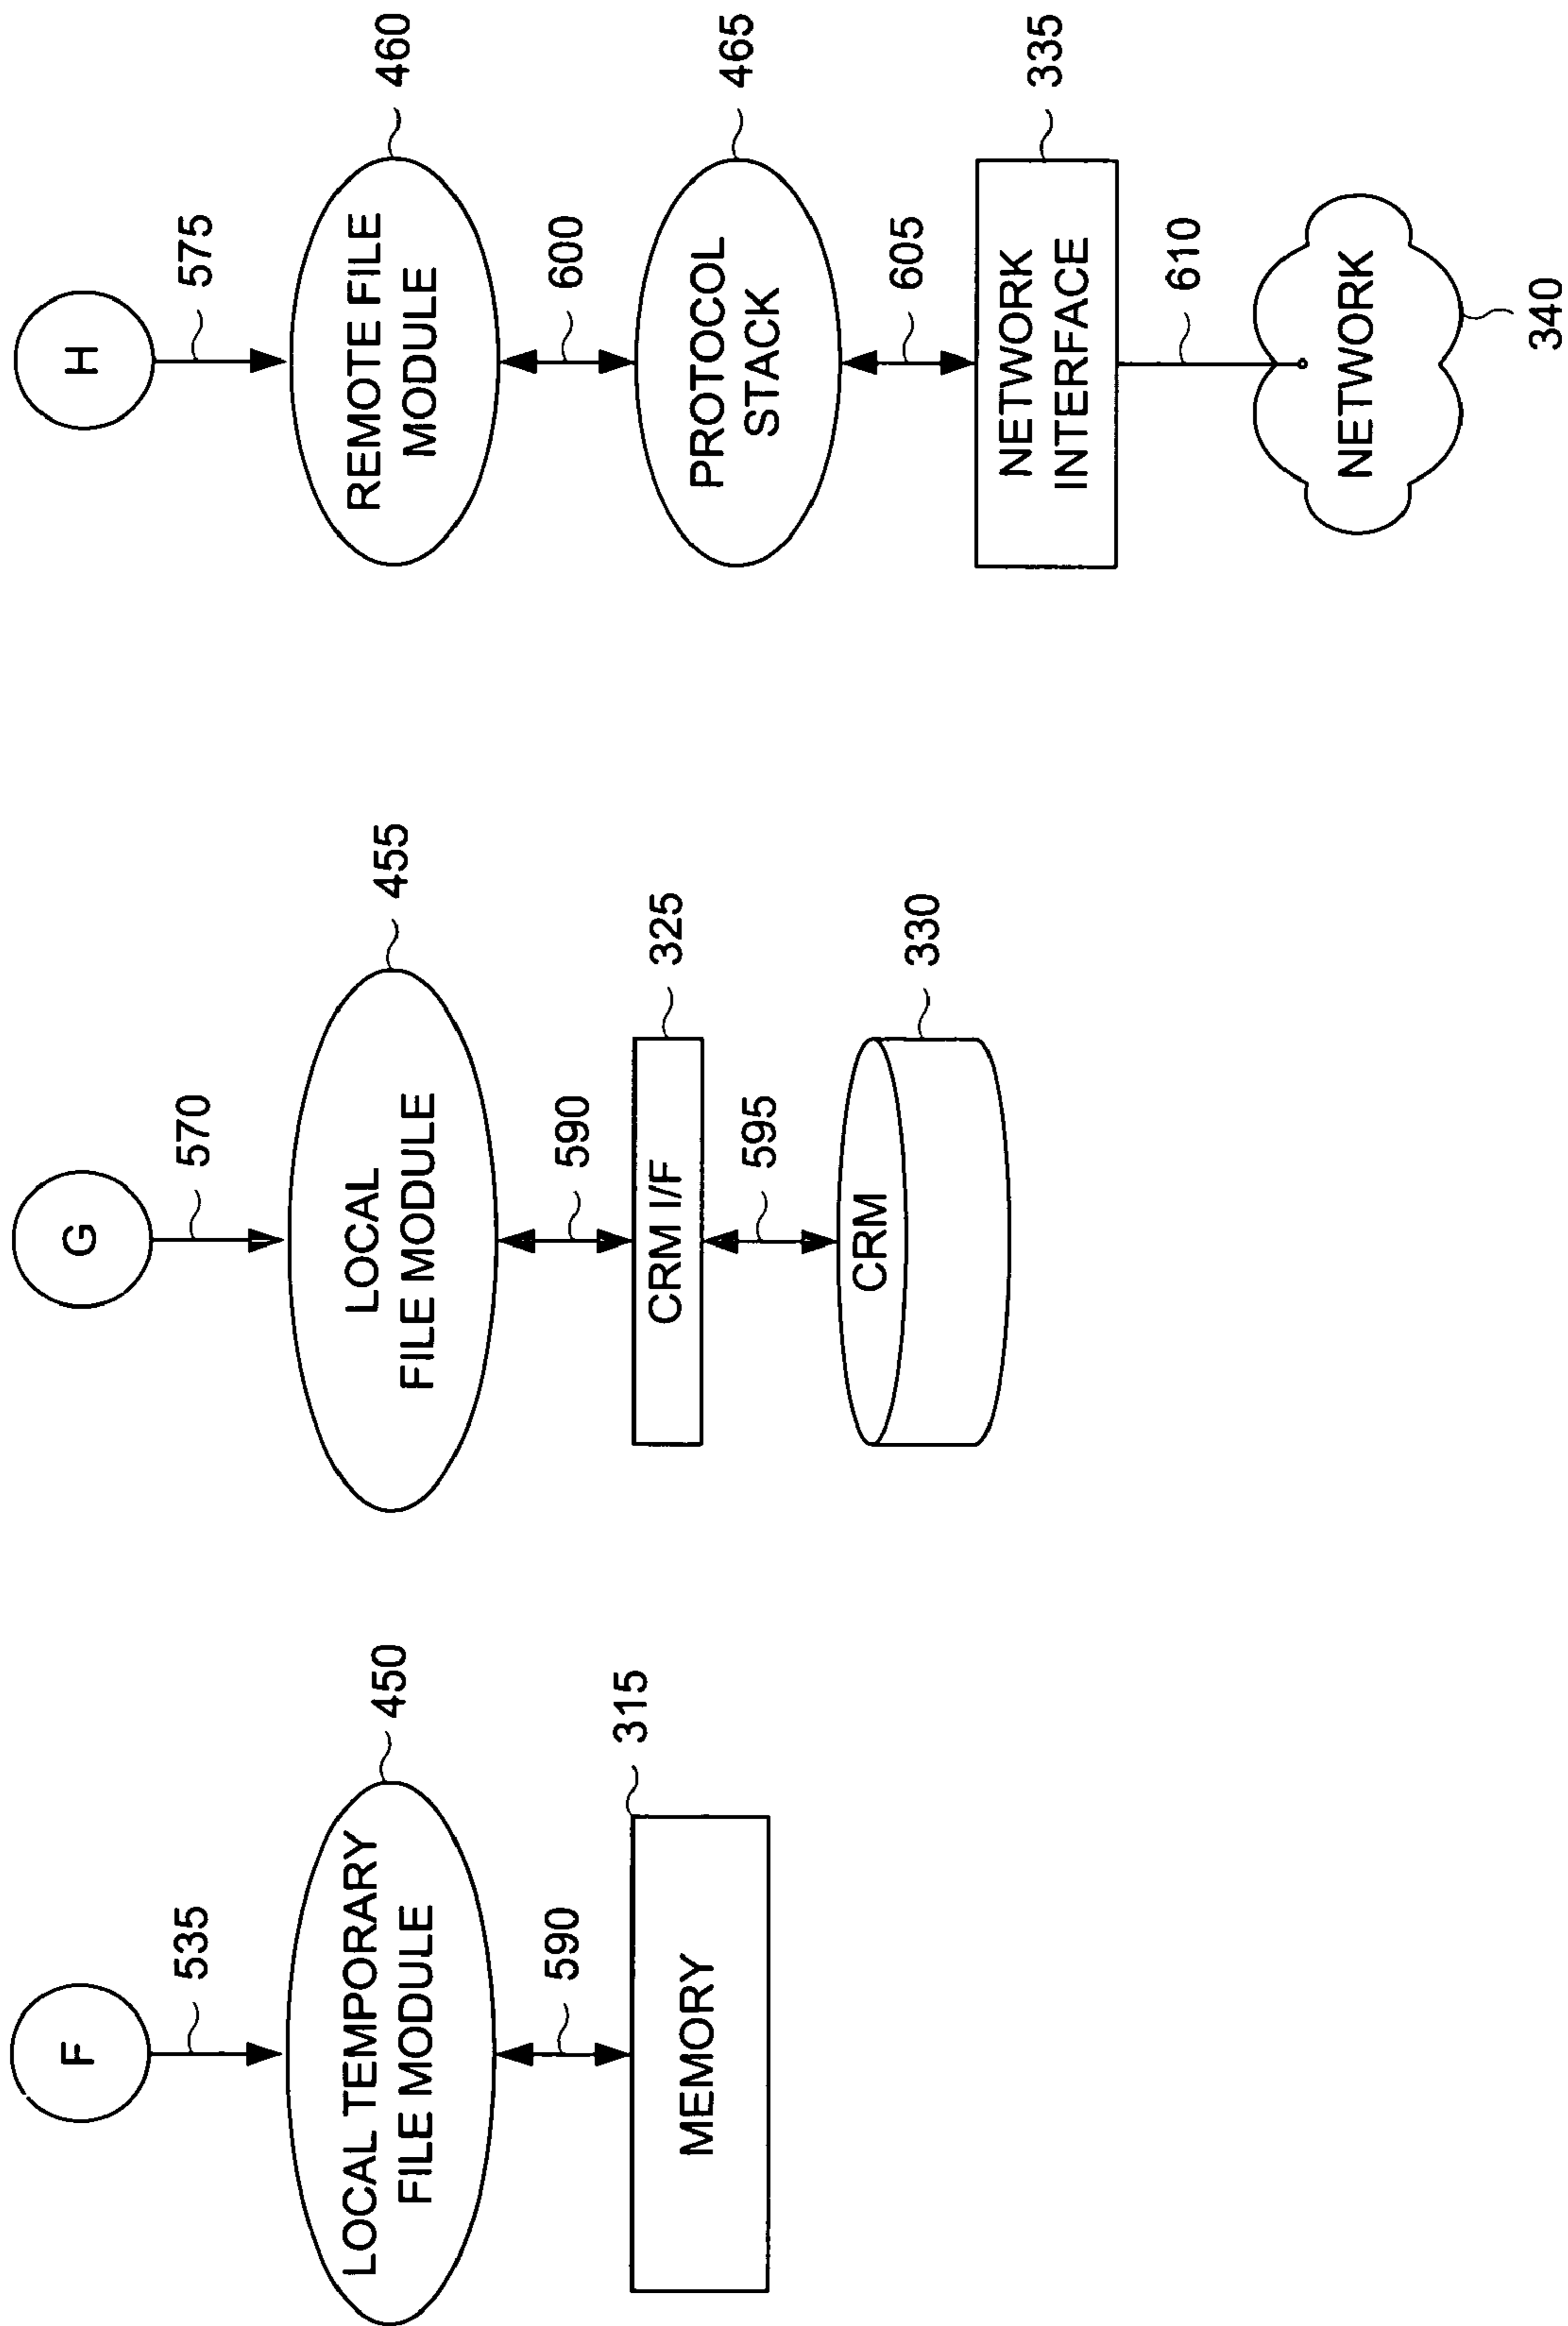 F
535
LOCAL TEMPORARY
FILE MODULE
450
590
315
MEMORY
G
570
LOCAL
FILE MODULE
455
590
CRM I/F
325
595
CRM
330
H
575
REMOTE FILE
MODULE
460
600
PROTOCOL
STACK
465
605
NETWORK
INTERFACE
335
610
NETWORK
340